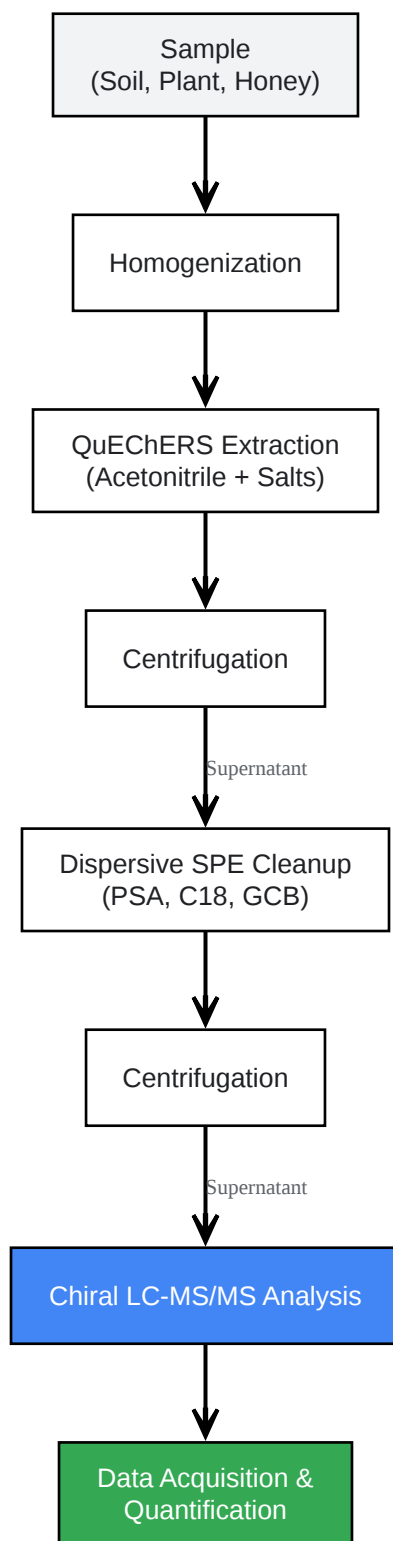 Sample
(Soil, Plant, Honey)
Homogenization
QuEChERS Extraction
(Acetonitrile + Salts)
Centrifugation
Supernatant
Dispersive SPE Cleanup
(PSA, C18, GCB)
Centrifugation
Supernatant
Chiral LC-MS/MS Analysis
Data Acquisition &
Quantification